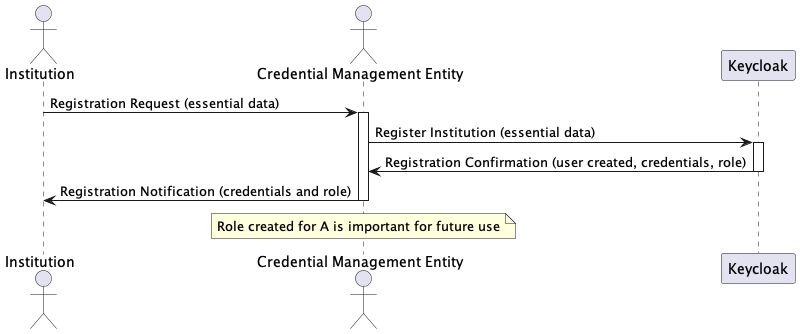 Institution
Credential Management Entity
Keycloak
Registration Request (essential data)
Register Institution (essential data)
Registration Confirmation (user created, credentials, role)
Registration Notification (credentials and role)
Role created for A is important for future use
Institution
Credential Management Entity
Keycloak